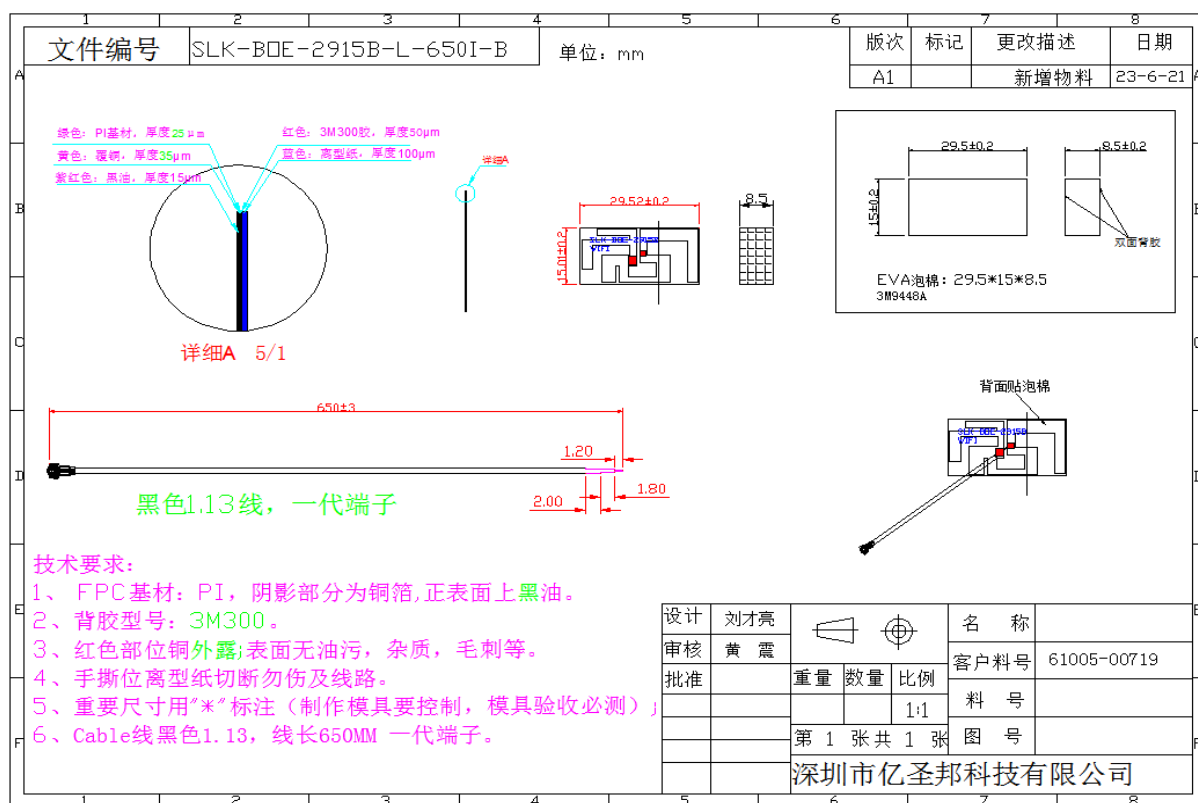 1 2 3 4 5 6 7 8
文件编号 SLK-BOE-2915B-L-650I-B 单位：mm
版次 标记 更改描述 日期
A1 新增物料 23-6-21
A
B
C
D
E
F
A
绿色：PI基材，厚度25μm
黄色：覆铜，厚度35μm
紫红色：黑油，厚度15μm
红色：3M300胶，厚度50μm
蓝色：离型纸，厚度100μm
详细A 5/1
详细A
29.52±0.2
15.01±0.2
SLK-BOE-2915B
WIFI
8.5
29.5±0.2
8.5±0.2
15±0.2
双面背胶
EVA泡棉：29.5*15*8.5
3M9448A
背面贴泡棉
SLK-BOE-2915B
WIFI
650±3
1.20
1.80
2.00
黑色1.13线，一代端子
技术要求：
1、 FPC基材：PI，阴影部分为铜箔,正表面上黑油。
2、背胶型号：3M300。
3、红色部位铜外露;表面无油污，杂质，毛刺等。
4、手撕位离型纸切断勿伤及线路。
5、重要尺寸用"*"标注（制作模具要控制，模具验收必测）;
6、Cable线黑色1.13，线长650MM 一代端子。
设计 刘才亮
审核 黄 震
批准
重量 数量 比例
1:1
第 1 张共 1 张
名 称
客户料号 61005-00719
料 号
图 号
深圳市亿圣邦科技有限公司
1 2 3 4 5 6 7 8